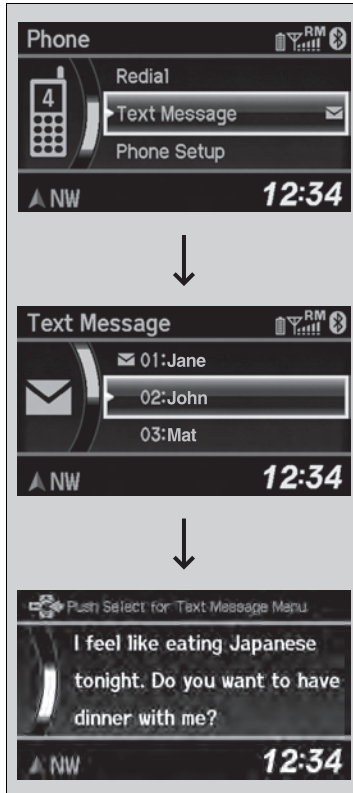 Phone
RM
Redial
4
Text Message
Phone Setup
NW
12:34
Text Message
RM
01:Jane
02:John
03:Mat
NW
12:34
Push Select for Text Message Menu
I feel like eating Japanese
tonight. Do you want to have
dinner with me?
NW
12:34